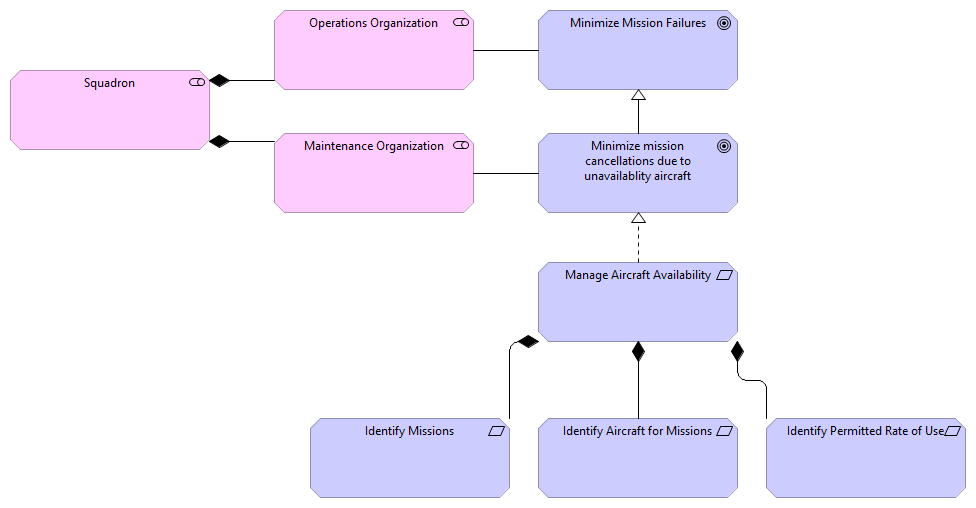 Operations Organization
Minimize Mission Failures
Squadron
Maintenance Organization
Minimize mission
cancellations due to
unavailablity aircraft
Manage Aircraft Availability
Identify Missions
Identify Aircraft for Missions
Identify Permitted Rate of Use